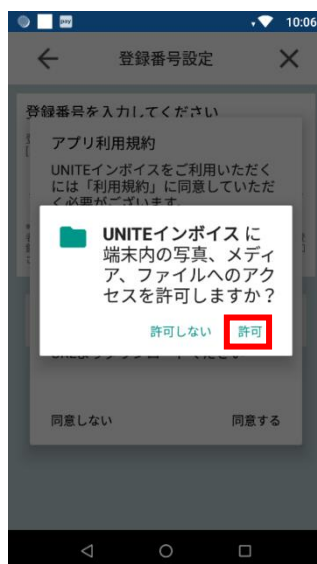 pay 10:06
登録番号設定
登録番号を入力してください
アプリ利用規約
UNITEインボイスをご利用いただく
には「利用規約」に同意していただ
く必要がございます。
UNITEインボイス に
端末内の写真、メディ
ア、ファイルへのアク
セスを許可しますか？
許可しない 許可
同意しない 同意する